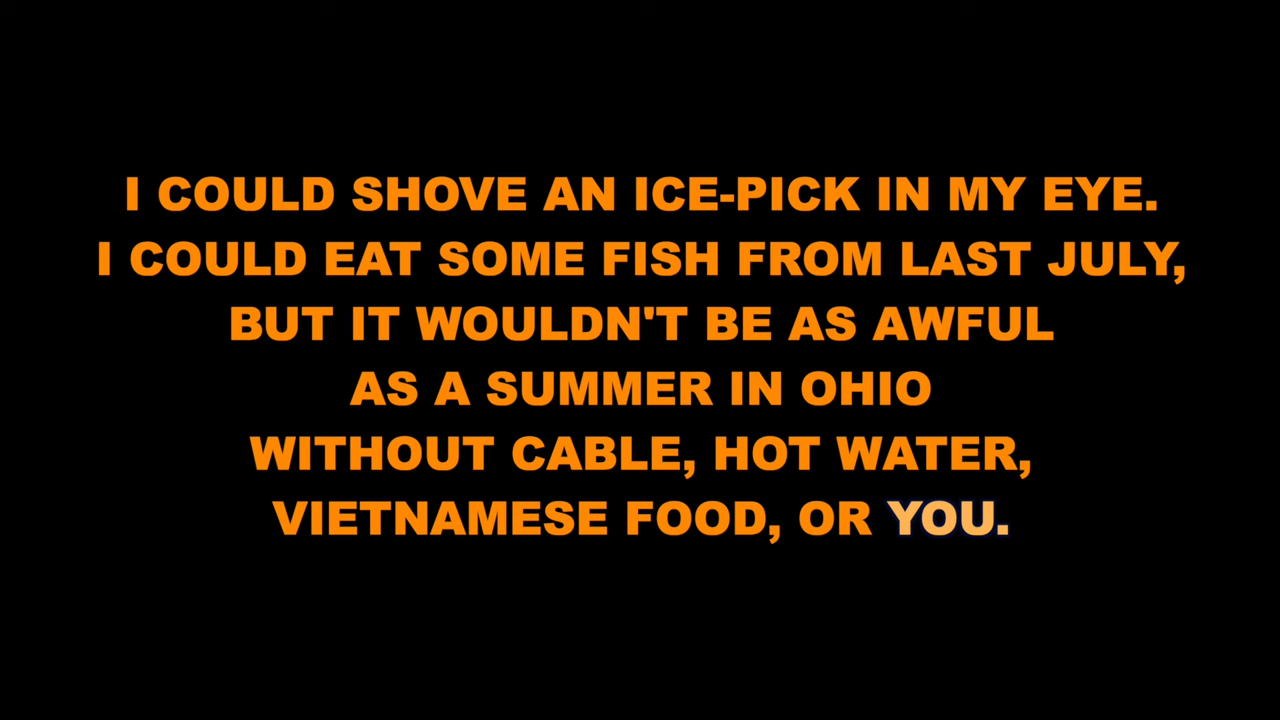 I COULD SHOVE AN ICE-PICK IN MY EYE.
I COULD EAT SOME FISH FROM LAST JULY,
BUT IT WOULDN'T BE AS AWFUL
AS A SUMMER IN OHIO
WITHOUT CABLE, HOT WATER,
VIETNAMESE FOOD, OR YOU.